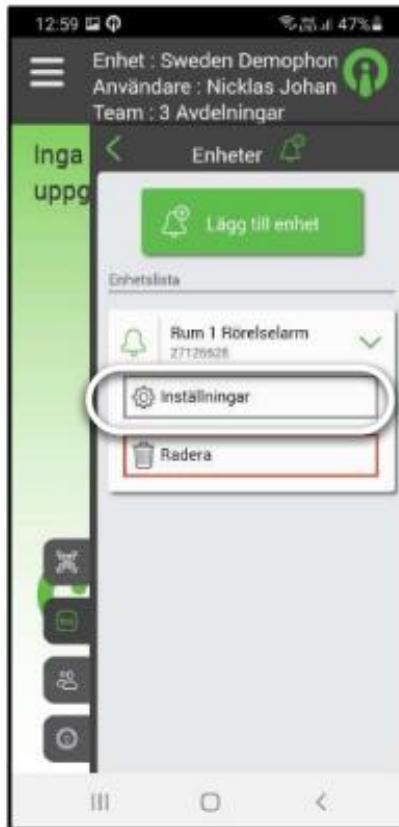 12:59
47%
Enhet : Sweden Demophon
Användare : Nicklas Johan
Team : 3 Avdelningar
Inga
uppg
Enheter
Lägg till enhet
Enhetslista
Rum 1 Rörelselarm
27126628
Inställningar
Radera